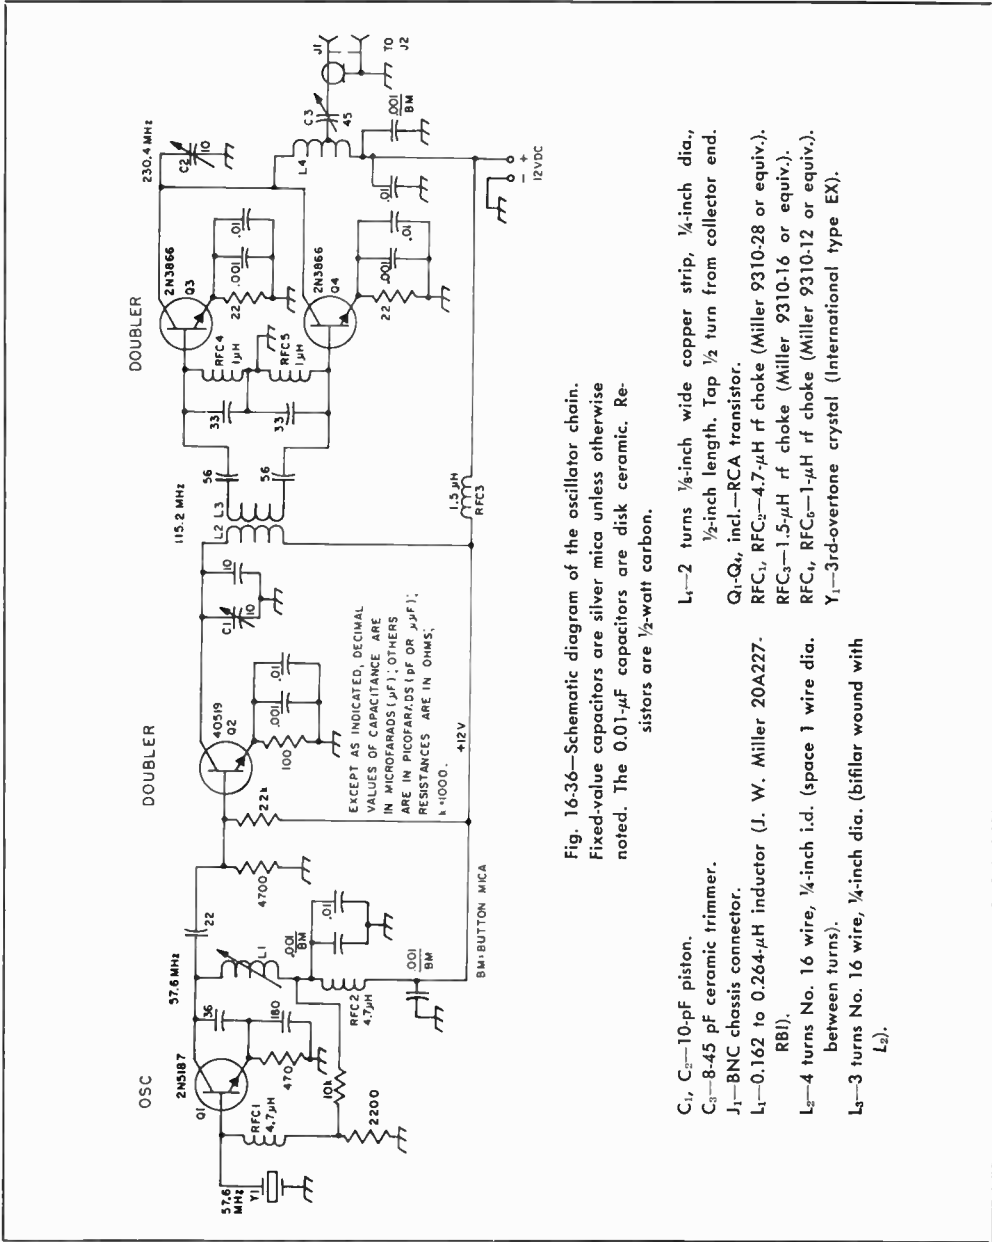 OSC
DOUBLER
DOUBLER
57.6 MHz
115.2 MHz
230.4 MHz
2N5187
Q1
40519
Q2
2N3866
Q3
2N3866
Q4
57.6
MHz
Y1
RFC1
4.7μH
36
180
470
10k
2200
L1
22
.001
BM
.01
RFC2
4.7μH
.001
BM
4700
2.2k
100
.001
.01
C1
10
10
L2 L3
56
56
33
33
RFC4
1μH
RFC5
1μH
22
.001
.01
22
.001
.01
C2
10
L4
C3
45
J1
TO
J2
.001
BM
.01
1.5μH
RFC3
- +
12VDC
+12V
BM=BUTTON MICA
EXCEPT AS INDICATED, DECIMAL
VALUES OF CAPACITANCE ARE
IN MICROFARADS (μF); OTHERS
ARE IN PICOFARADS (pF OR μμF);
RESISTANCES ARE IN OHMS;
k=1000.
Fig. 16-36—Schematic diagram of the oscillator chain.
Fixed-value capacitors are silver mica unless otherwise
noted. The 0.01-μF capacitors are disk ceramic. Re-
sistors are ½-watt carbon.
C₁, C₂—10-pF piston.
C₃—8-45 pF ceramic trimmer.
J₁—BNC chassis connector.
L₁—0.162 to 0.264-μH inductor (J. W. Miller 20A227-
RBI).
L₂—4 turns No. 16 wire, ¼-inch i.d. (space 1 wire dia.
between turns).
L₃—3 turns No. 16 wire, ¼-inch dia. (bifilar wound with
L₂).
L₄—2 turns ⅛-inch wide copper strip, ¼-inch dia.,
½-inch length. Tap ½ turn from collector end.
Q₁-Q₄, incl.—RCA transistor.
RFC₁, RFC₂—4.7-μH rf choke (Miller 9310-28 or equiv.).
RFC₃—1.5-μH rf choke (Miller 9310-16 or equiv.).
RFC₄, RFC₅—1-μH rf choke (Miller 9310-12 or equiv.).
Y₁—3rd-overtone crystal (International type EX).